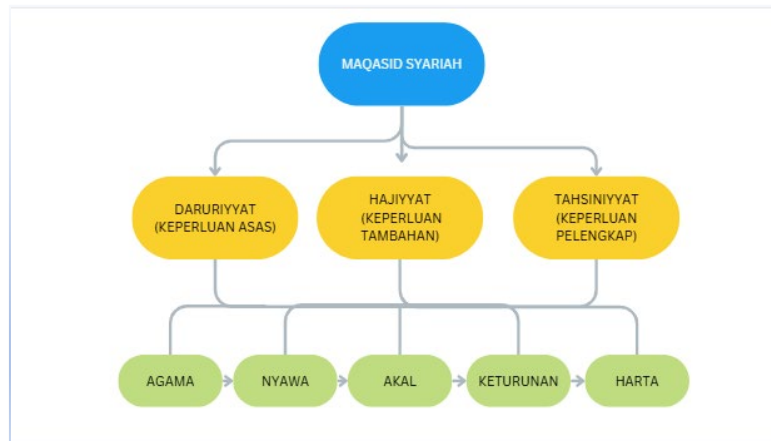 MAQASID SYARIAH
DARURIYYAT
(KEPERLUAN ASAS)
HAJIYYAT
(KEPERLUAN
TAMBAHAN)
TAHSINIYYAT
(KEPERLUAN
PELENGKAP)
AGAMA
NYAWA
AKAL
KETURUNAN
HARTA